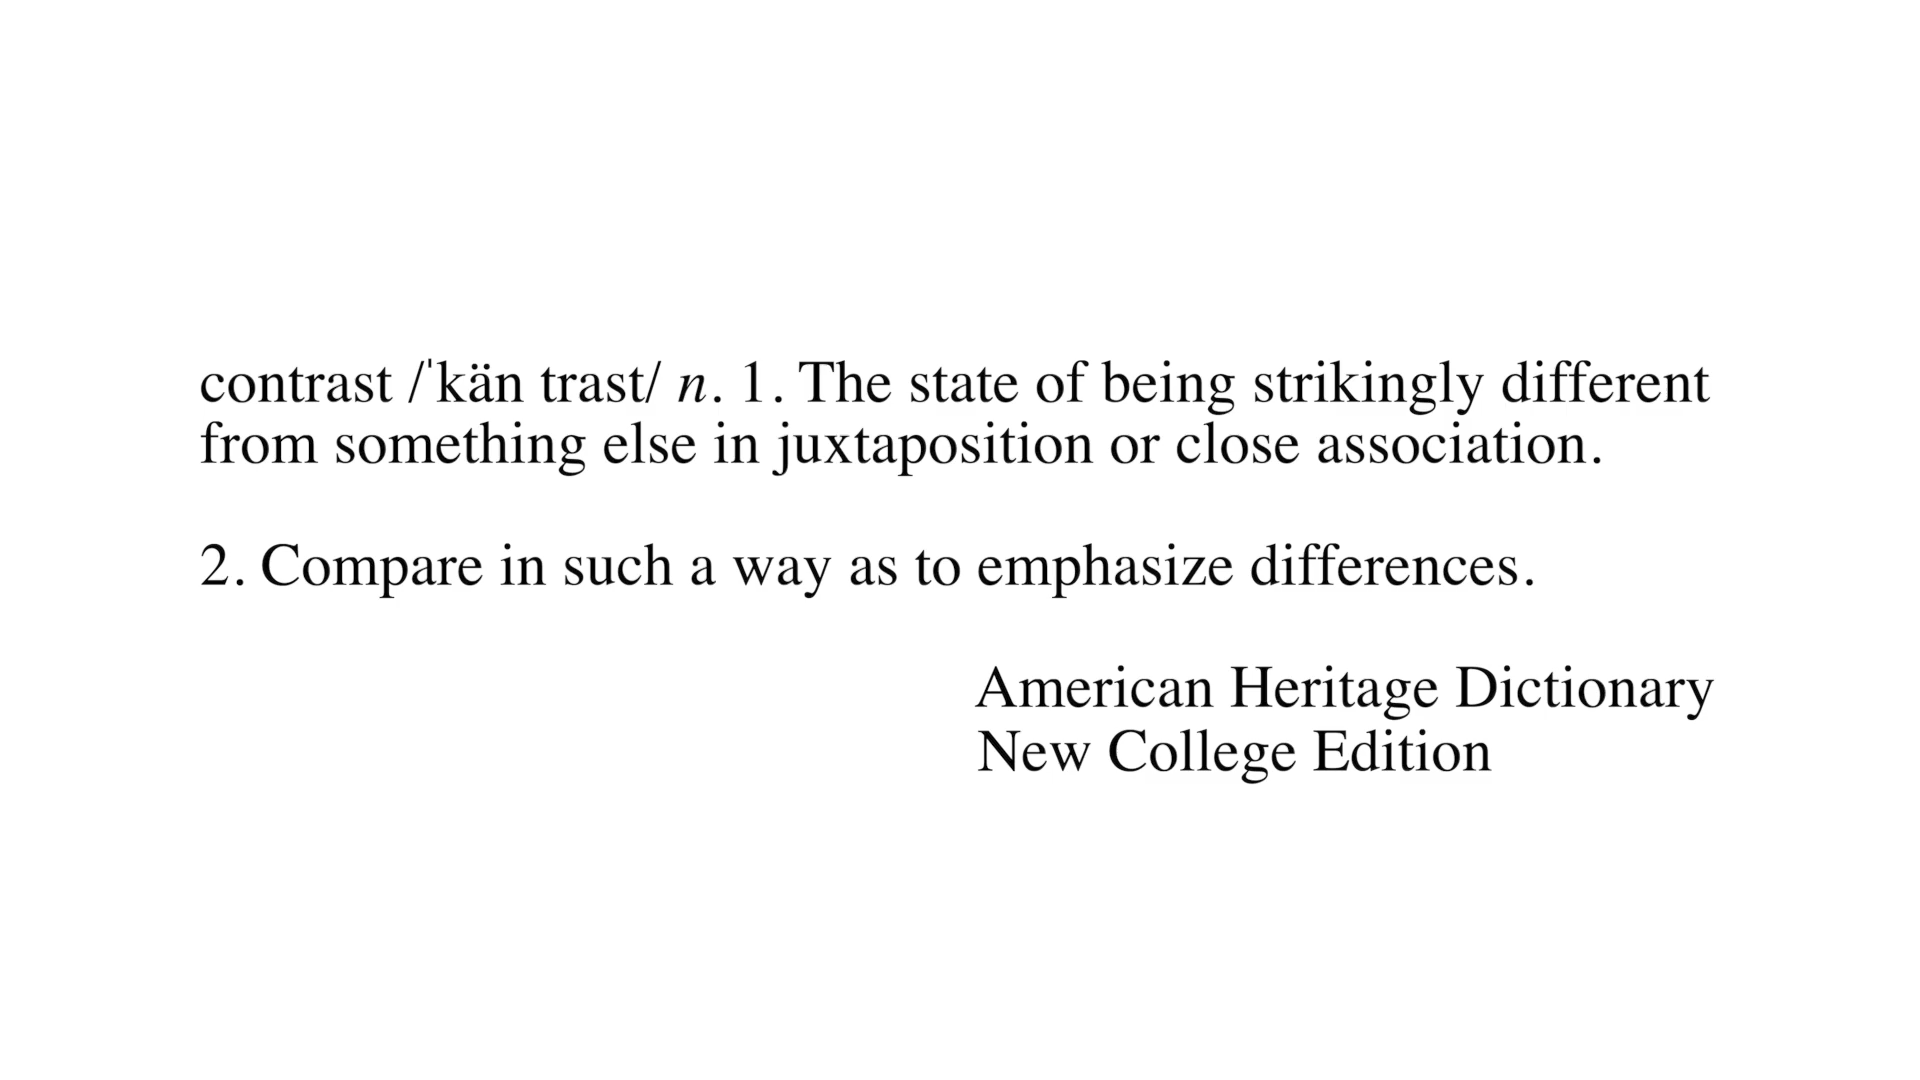 contrast /ˈkän trast/ n. 1. The state of being strikingly different
from something else in juxtaposition or close association.
2. Compare in such a way as to emphasize differences.
American Heritage Dictionary
New College Edition